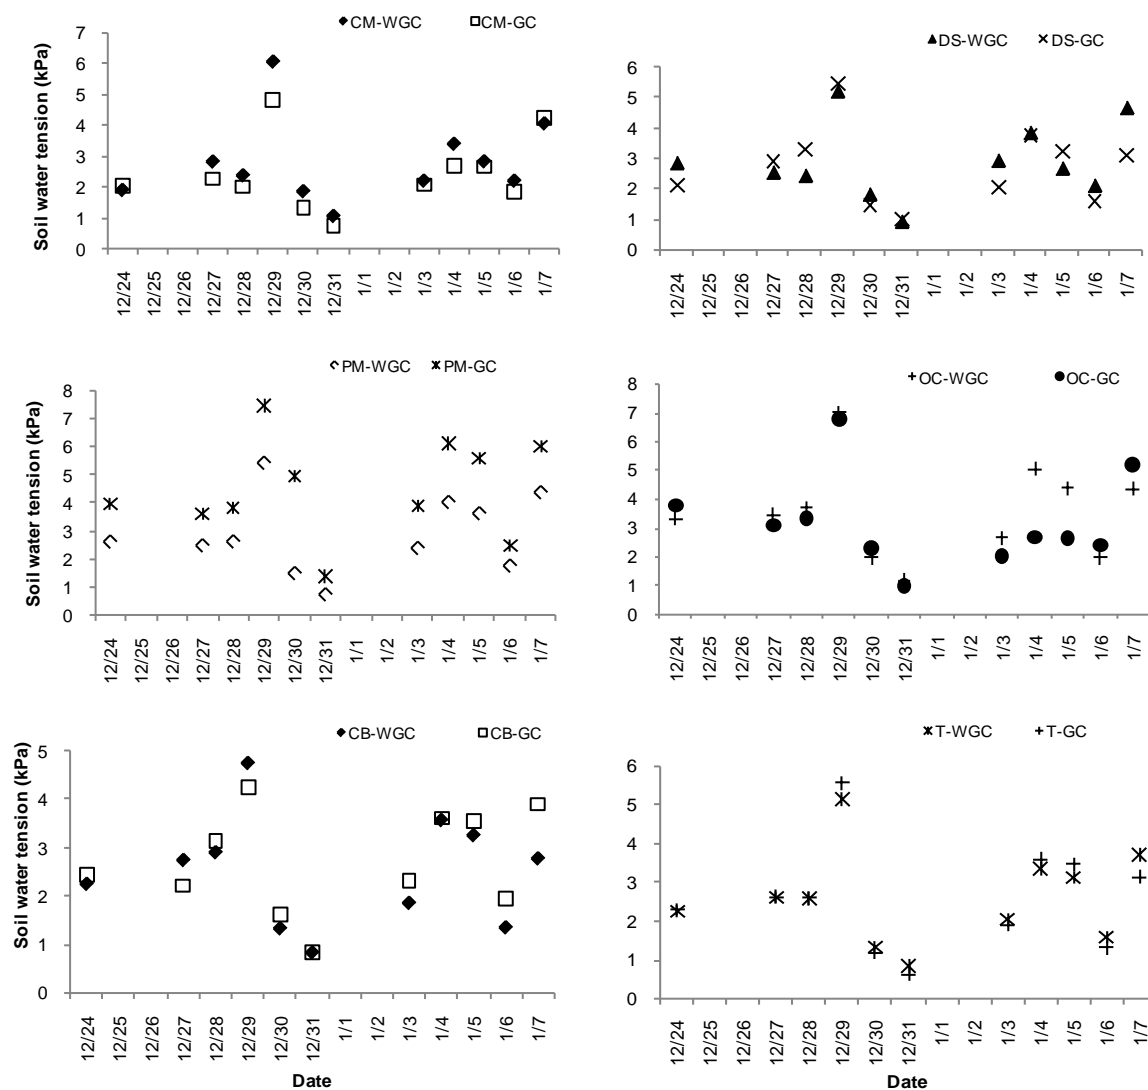 CM-WGC CM-GC
Soil water tension (kPa)
7
6
5
4
3
2
1
0
12/24 12/25 12/26 12/27 12/28 12/29 12/30 12/31 1/1 1/2 1/3 1/4 1/5 1/6 1/7
DS-WGC DS-GC
6
5
4
3
2
1
0
12/24 12/25 12/26 12/27 12/28 12/29 12/30 12/31 1/1 1/2 1/3 1/4 1/5 1/6 1/7
PM-WGC PM-GC
Soil water tension (kPa)
8
7
6
5
4
3
2
1
0
12/24 12/25 12/26 12/27 12/28 12/29 12/30 12/31 1/1 1/2 1/3 1/4 1/5 1/6 1/7
OC-WGC OC-GC
8
7
6
5
4
3
2
1
0
12/24 12/25 12/26 12/27 12/28 12/29 12/30 12/31 1/1 1/2 1/3 1/4 1/5 1/6 1/7
CB-WGC CB-GC
Soil water tension (kPa)
5
4
3
2
1
0
12/24 12/25 12/26 12/27 12/28 12/29 12/30 12/31 1/1 1/2 1/3 1/4 1/5 1/6 1/7
Date
T-WGC T-GC
6
5
4
3
2
1
0
12/24 12/25 12/26 12/27 12/28 12/29 12/30 12/31 1/1 1/2 1/3 1/4 1/5 1/6 1/7
Date